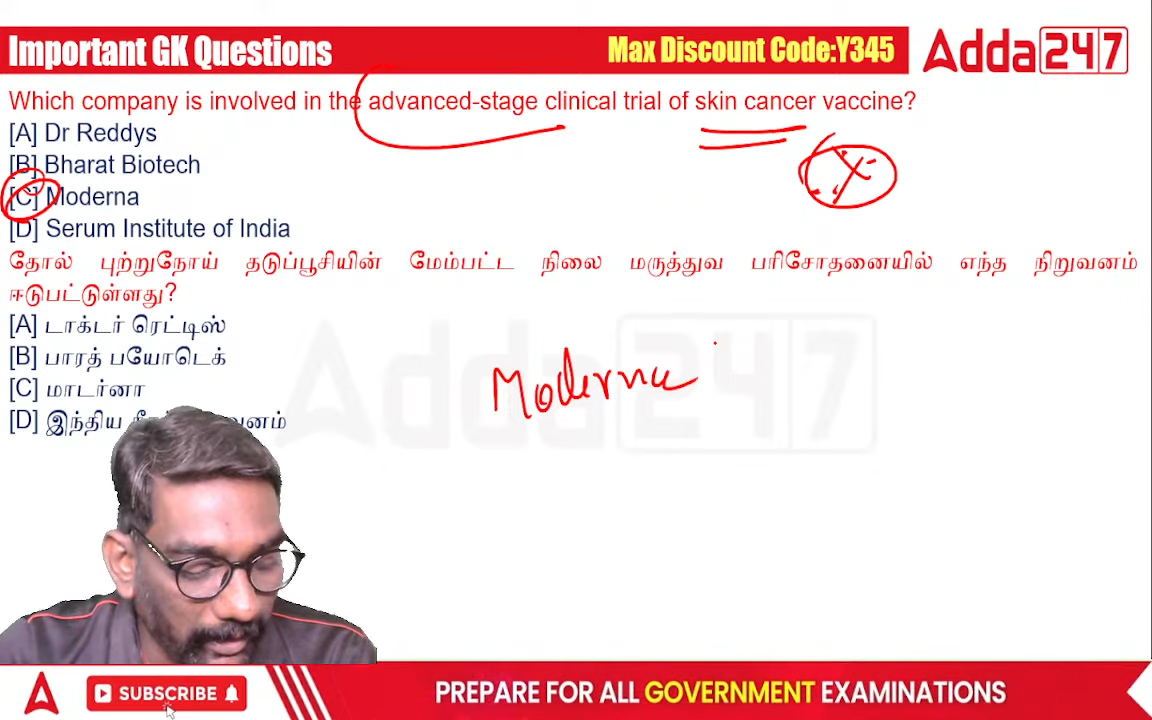 Important GK Questions
Max Discount Code:Y345
Adda247
Which company is involved in the advanced-stage clinical trial of skin cancer vaccine?
[A] Dr Reddys
[B] Bharat Biotech
[C] Moderna
[D] Serum Institute of India
தோல் புற்றுநோய் தடுப்பூசியின் மேம்பட்ட நிலை மருத்துவ பரிசோதனையில் எந்த நிறுவனம்
ஈடுபட்டுள்ளது?
[A] டாக்டர் ரெட்டிஸ்
[B] பாரத் பயோடெக்
[C] மாடர்னா
[D] இந்திய
Moderna
Adda247
SUBSCRIBE
PREPARE FOR ALL GOVERNMENT EXAMINATIONS